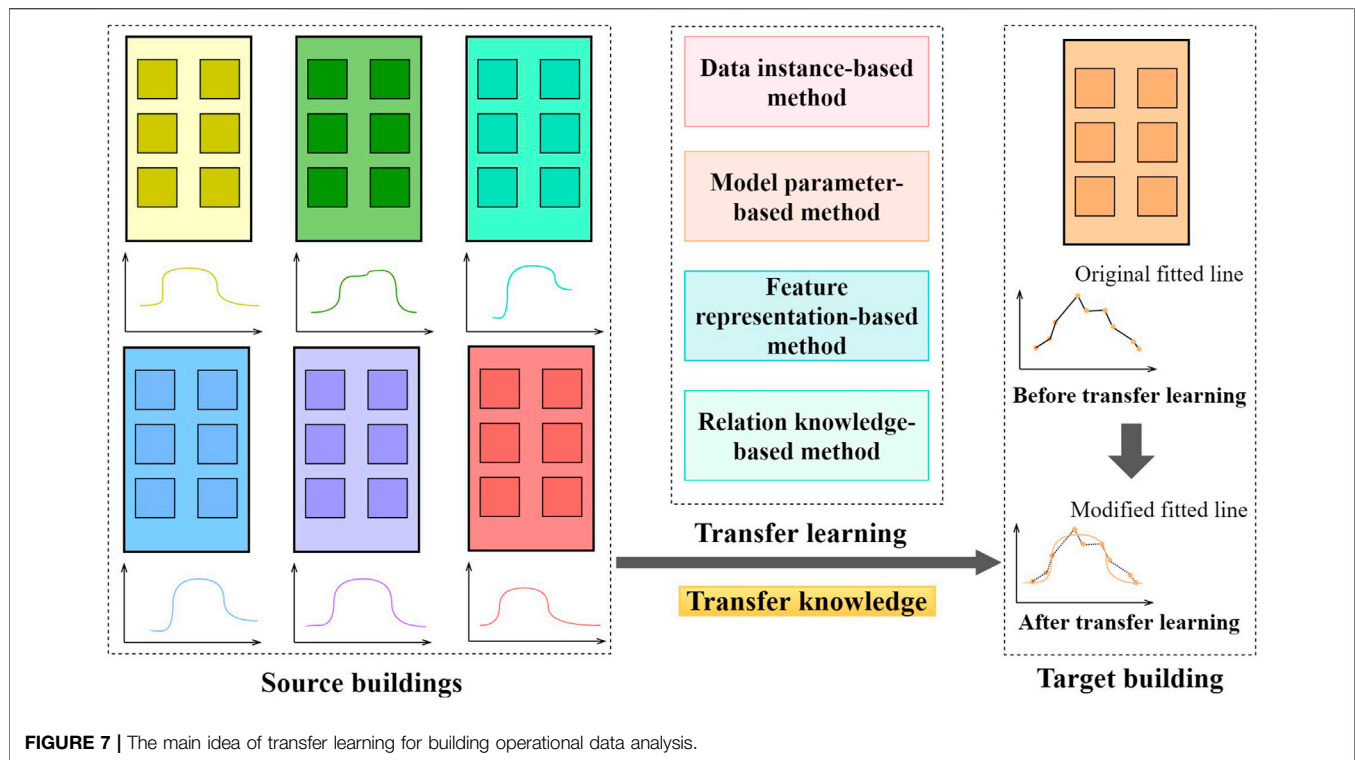 Data instance-based
method
Model parameter-
based method
Feature
representation-based
method
Relation knowledge-
based method
Transfer learning
Transfer knowledge
Source buildings
Original fitted line
Before transfer learning
Modified fitted line
After transfer learning
Target building
FIGURE 7 | The main idea of transfer learning for building operational data analysis.